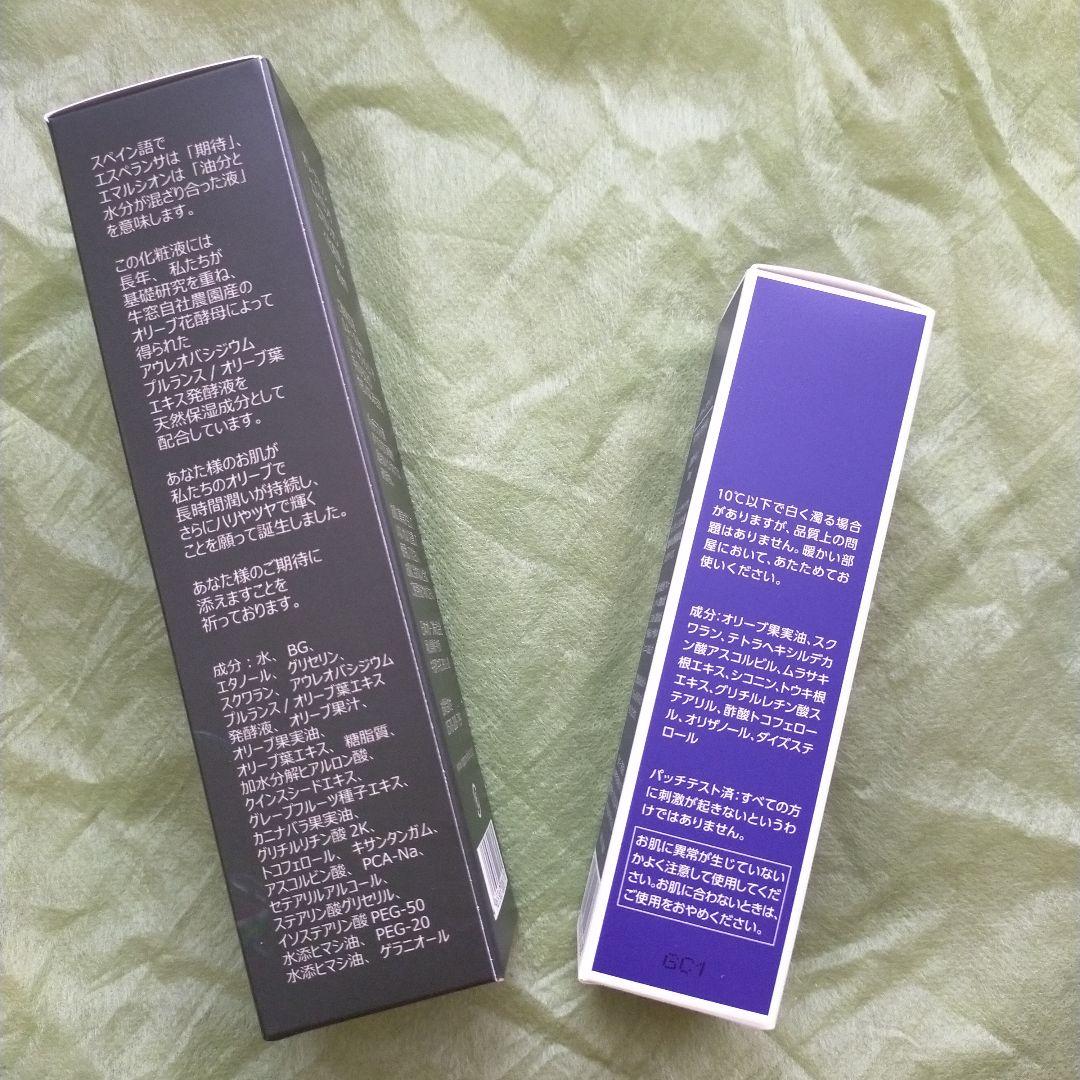 スペイン語で
エスペランサは「期待」、
エマルシオンは「油分と
水分が混ざり合った液」
を意味します。
この化粧液には
長年、私たちが
基礎研究を重ね、
牛窓自社農園産の
オリーブ花酵母によって
得られた
アウレオバシジウム
プルランス / オリーブ葉
エキス発酵液を
天然保湿成分として
配合しています。
あなた様のお肌が
私たちのオリーブで
長時間潤いが持続し、
さらにハリやツヤで輝く
ことを願って誕生しました。
あなた様のご期待に
添えますことを
祈っております。
成分：水、BG、
エタノール、グリセリン、
スクワラン、アウレオバシジウム
プルランス / オリーブ葉エキス
発酵液、オリーブ果汁、
オリーブ果実油、
オリーブ葉エキス、糖脂質、
加水分解ヒアルロン酸、
クインスシードエキス、
グレープフルーツ種子エキス、
カニナバラ果実油、
グリチルリチン酸 2K、
トコフェロール、キサンタンガム、
アスコルビン酸、PCA-Na、
セテアリルアルコール、
ステアリン酸グリセリル、
イソステアリン酸 PEG-50
水添ヒマシ油、PEG-20
水添ヒマシ油、ゲラニオール
10℃以下で白く濁る場合
がありますが、品質上の問
題はありません。暖かい部
屋において、あたためてお
使いください。
成分：オリーブ果実油、スク
ワラン、テトラヘキシルデカ
ン酸アスコルビル、ムラサキ
根エキス、シコニン、トウキ根
エキス、グリチルレチン酸ス
テアリル、酢酸トコフェロー
ル、オリザノール、ダイズステ
ロール
パッチテスト済：すべての方
に刺激が起きないというわ
けではありません。
お肌に異常が生じていない
かよく注意して使用してくだ
さい。お肌に合わないときは、
ご使用をおやめください。
GC1